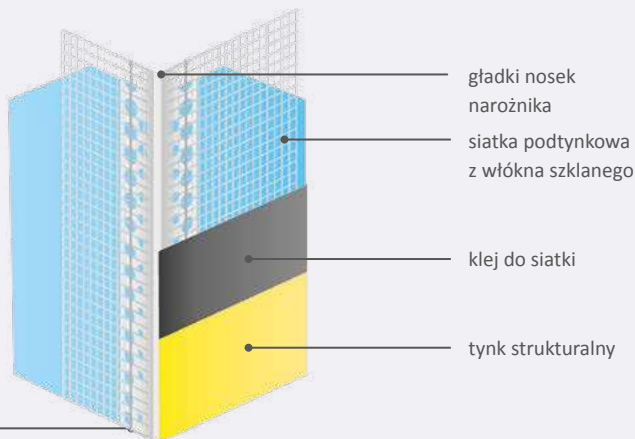 gładki nosek
narożnika
siatka podtynkowa
z włókna szklanego
klej do siatki
tynk strukturalny